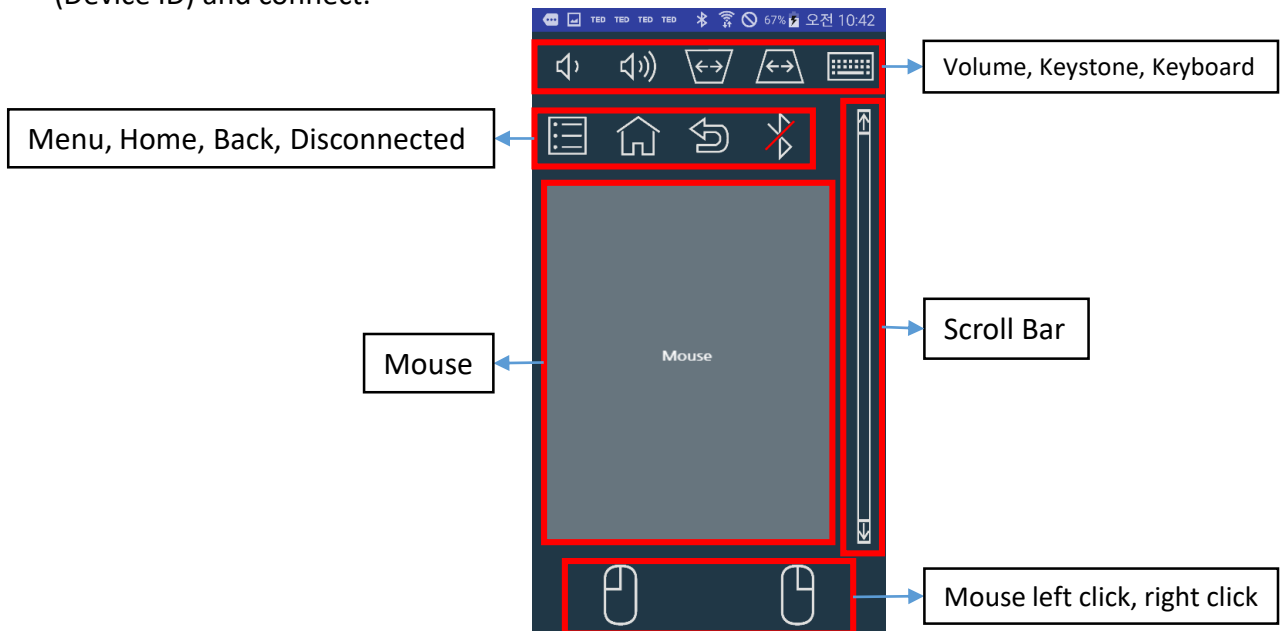 (Device ID) and connect.
TED TED TED TED 67% 오전 10:42
Volume, Keystone, Keyboard
Menu, Home, Back, Disconnected
Mouse
Mouse
Scroll Bar
Mouse left click, right click